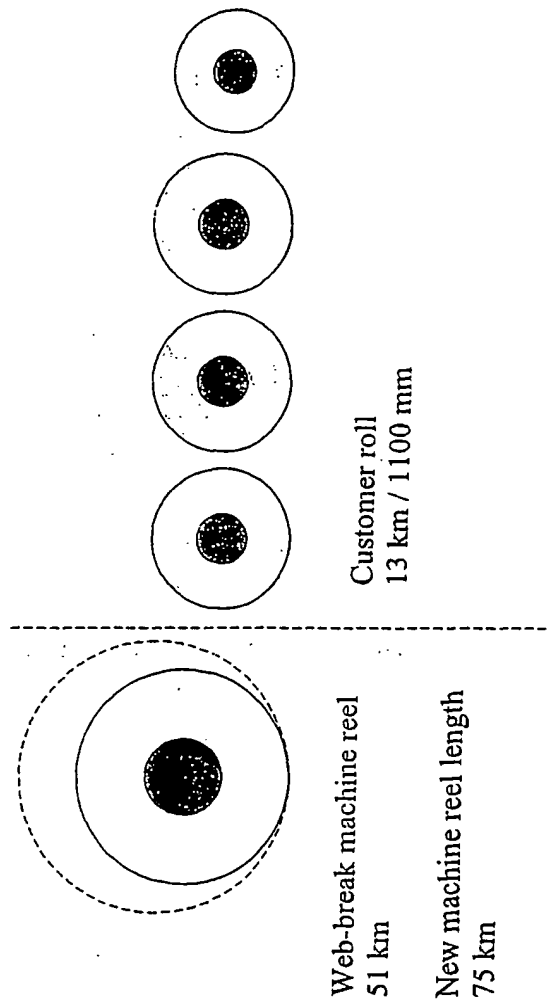 Web-break machine reel
51 km
New machine reel length
75 km
Customer roll
13 km / 1100 mm